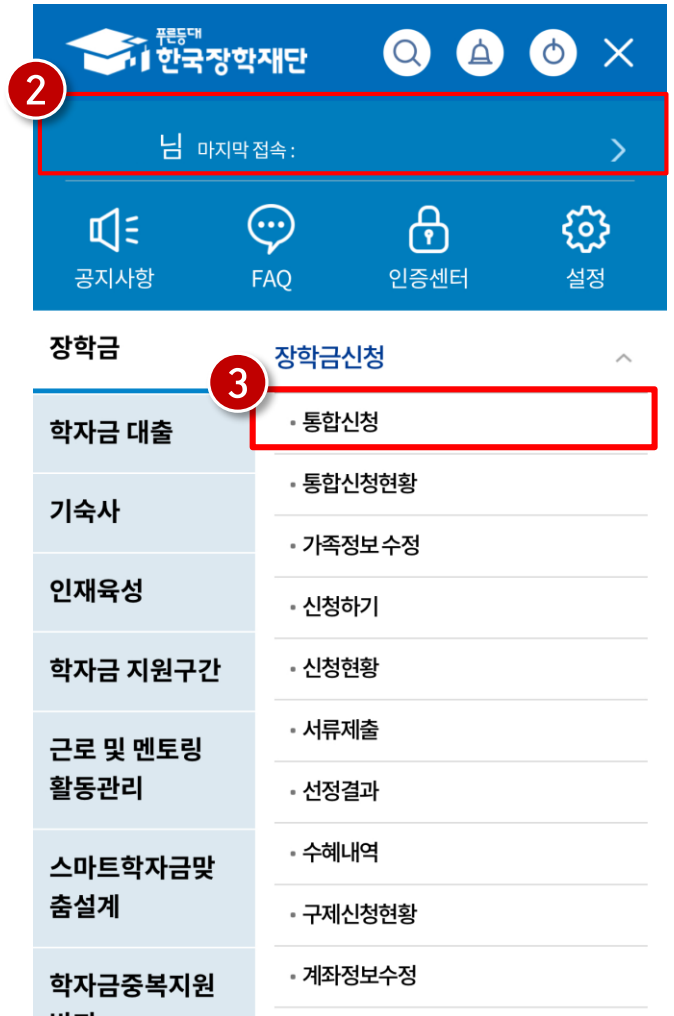 푸른등대
한국장학재단
2
님 마지막 접속 :
공지사항 FAQ 인증센터 설정
장학금
학자금 대출
기숙사
인재육성
학자금 지원구간
근로 및 멘토링
활동관리
스마트학자금맞
춤설계
학자금중복지원
장학금신청
3
• 통합신청
• 통합신청현황
• 가족정보 수정
• 신청하기
• 신청현황
• 서류제출
• 선정결과
• 수혜내역
• 구제신청현황
• 계좌정보수정